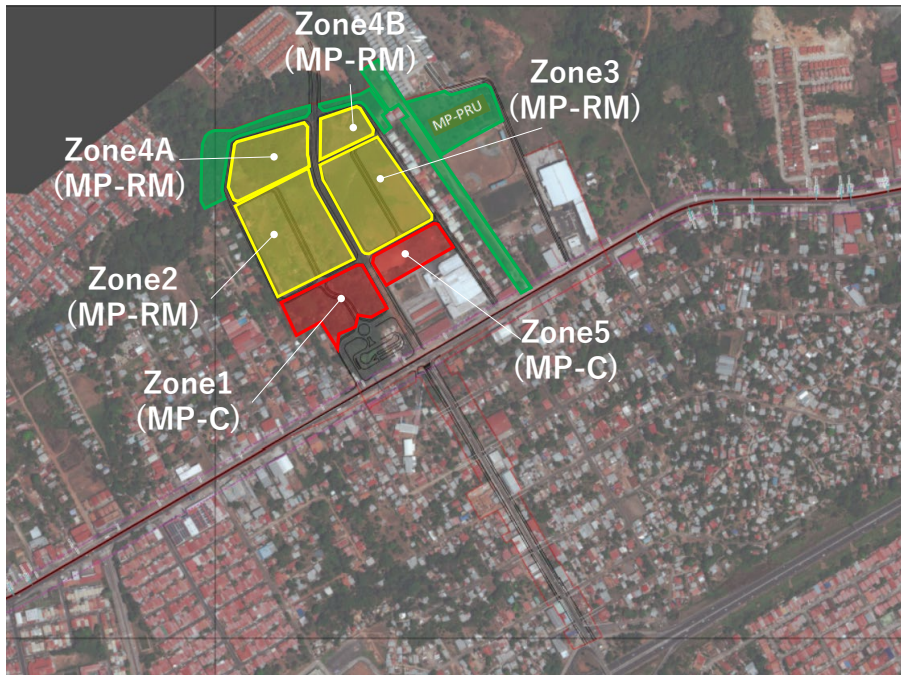 Zone4B
(MP-RM)
Zone3
(MP-RM)
MP-PRU
Zone4A
(MP-RM)
Zone2
(MP-RM)
Zone5
(MP-C)
Zone1
(MP-C)